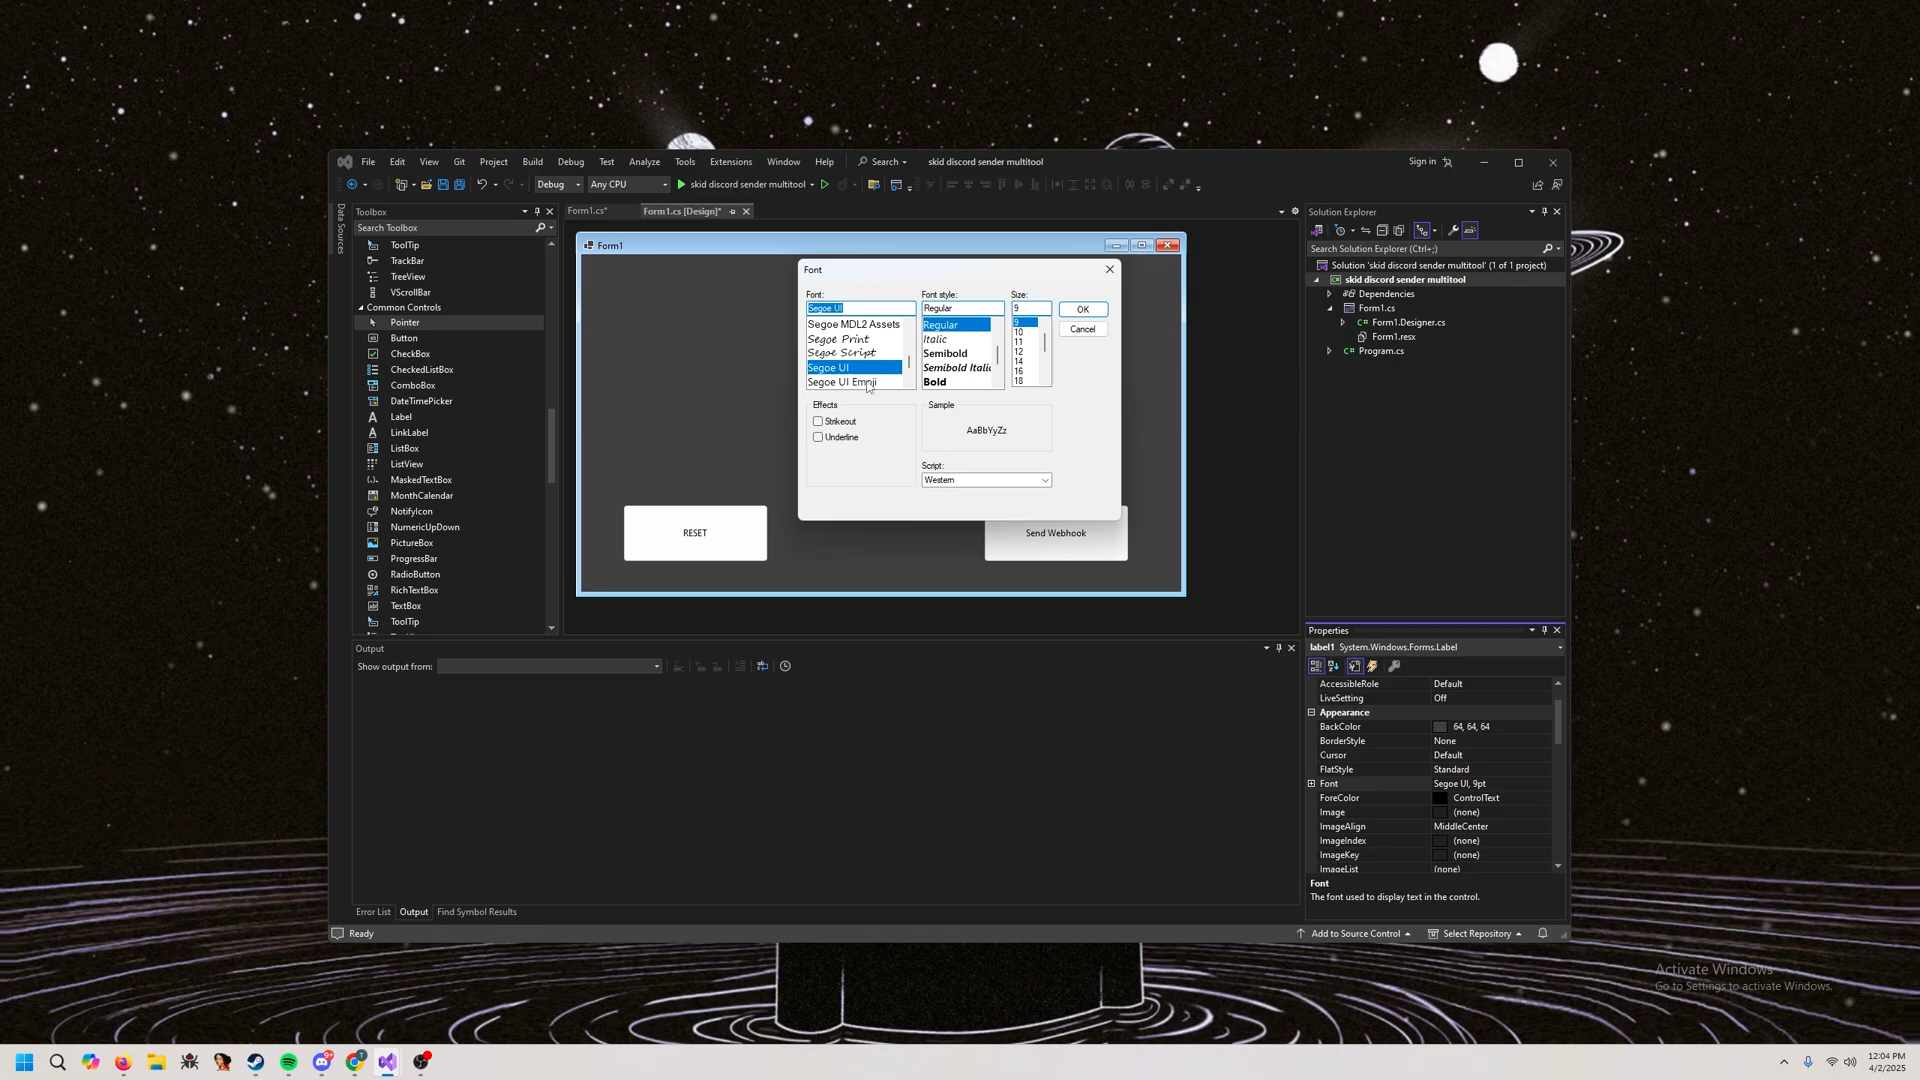 File Edit View Git Project Build Debug Test Analyze Tools Extensions Window Help Search skid discord sender multitool Sign in
Debug Any CPU skid discord sender multitool
Data Sources
Toolbox
Search Toolbox
ToolTip
TrackBar
TreeView
VScrollBar
Common Controls
Pointer
Button
CheckBox
CheckedListBox
ComboBox
DateTimePicker
Label
LinkLabel
ListBox
ListView
MaskedTextBox
MonthCalendar
NotifyIcon
NumericUpDown
PictureBox
ProgressBar
RadioButton
RichTextBox
TextBox
ToolTip
Form1.cs* Form1.cs [Design]*
Form1
RESET
Send Webhook
Font
Font: Font style: Size:
Segoe UI Regular 9
Segoe MDL2 Assets
Segoe Print
Segoe Script
Segoe UI
Segoe UI Emoji
Regular
Italic
Semibold
Semibold Italic
Bold
9
10
11
12
14
16
18
OK
Cancel
Effects
Strikeout
Underline
Sample
AaBbYyZz
Script:
Western
Solution Explorer
Search Solution Explorer (Ctrl+;)
Solution 'skid discord sender multitool' (1 of 1 project)
skid discord sender multitool
Dependencies
Form1.cs
Form1.Designer.cs
Form1.resx
C# Program.cs
Properties
label1 System.Windows.Forms.Label
AccessibleRole Default
LiveSetting Off
Appearance
BackColor 64, 64, 64
BorderStyle None
Cursor Default
FlatStyle Standard
Font Segoe UI, 9pt
ForeColor ControlText
Image (none)
ImageAlign MiddleCenter
ImageIndex (none)
ImageKey (none)
ImageList (none)
Font
The font used to display text in the control.
Output
Show output from:
Error List Output Find Symbol Results
Ready Add to Source Control Select Repository
Activate Windows
Go to Settings to activate Windows.
9+
12:04 PM
4/2/2025